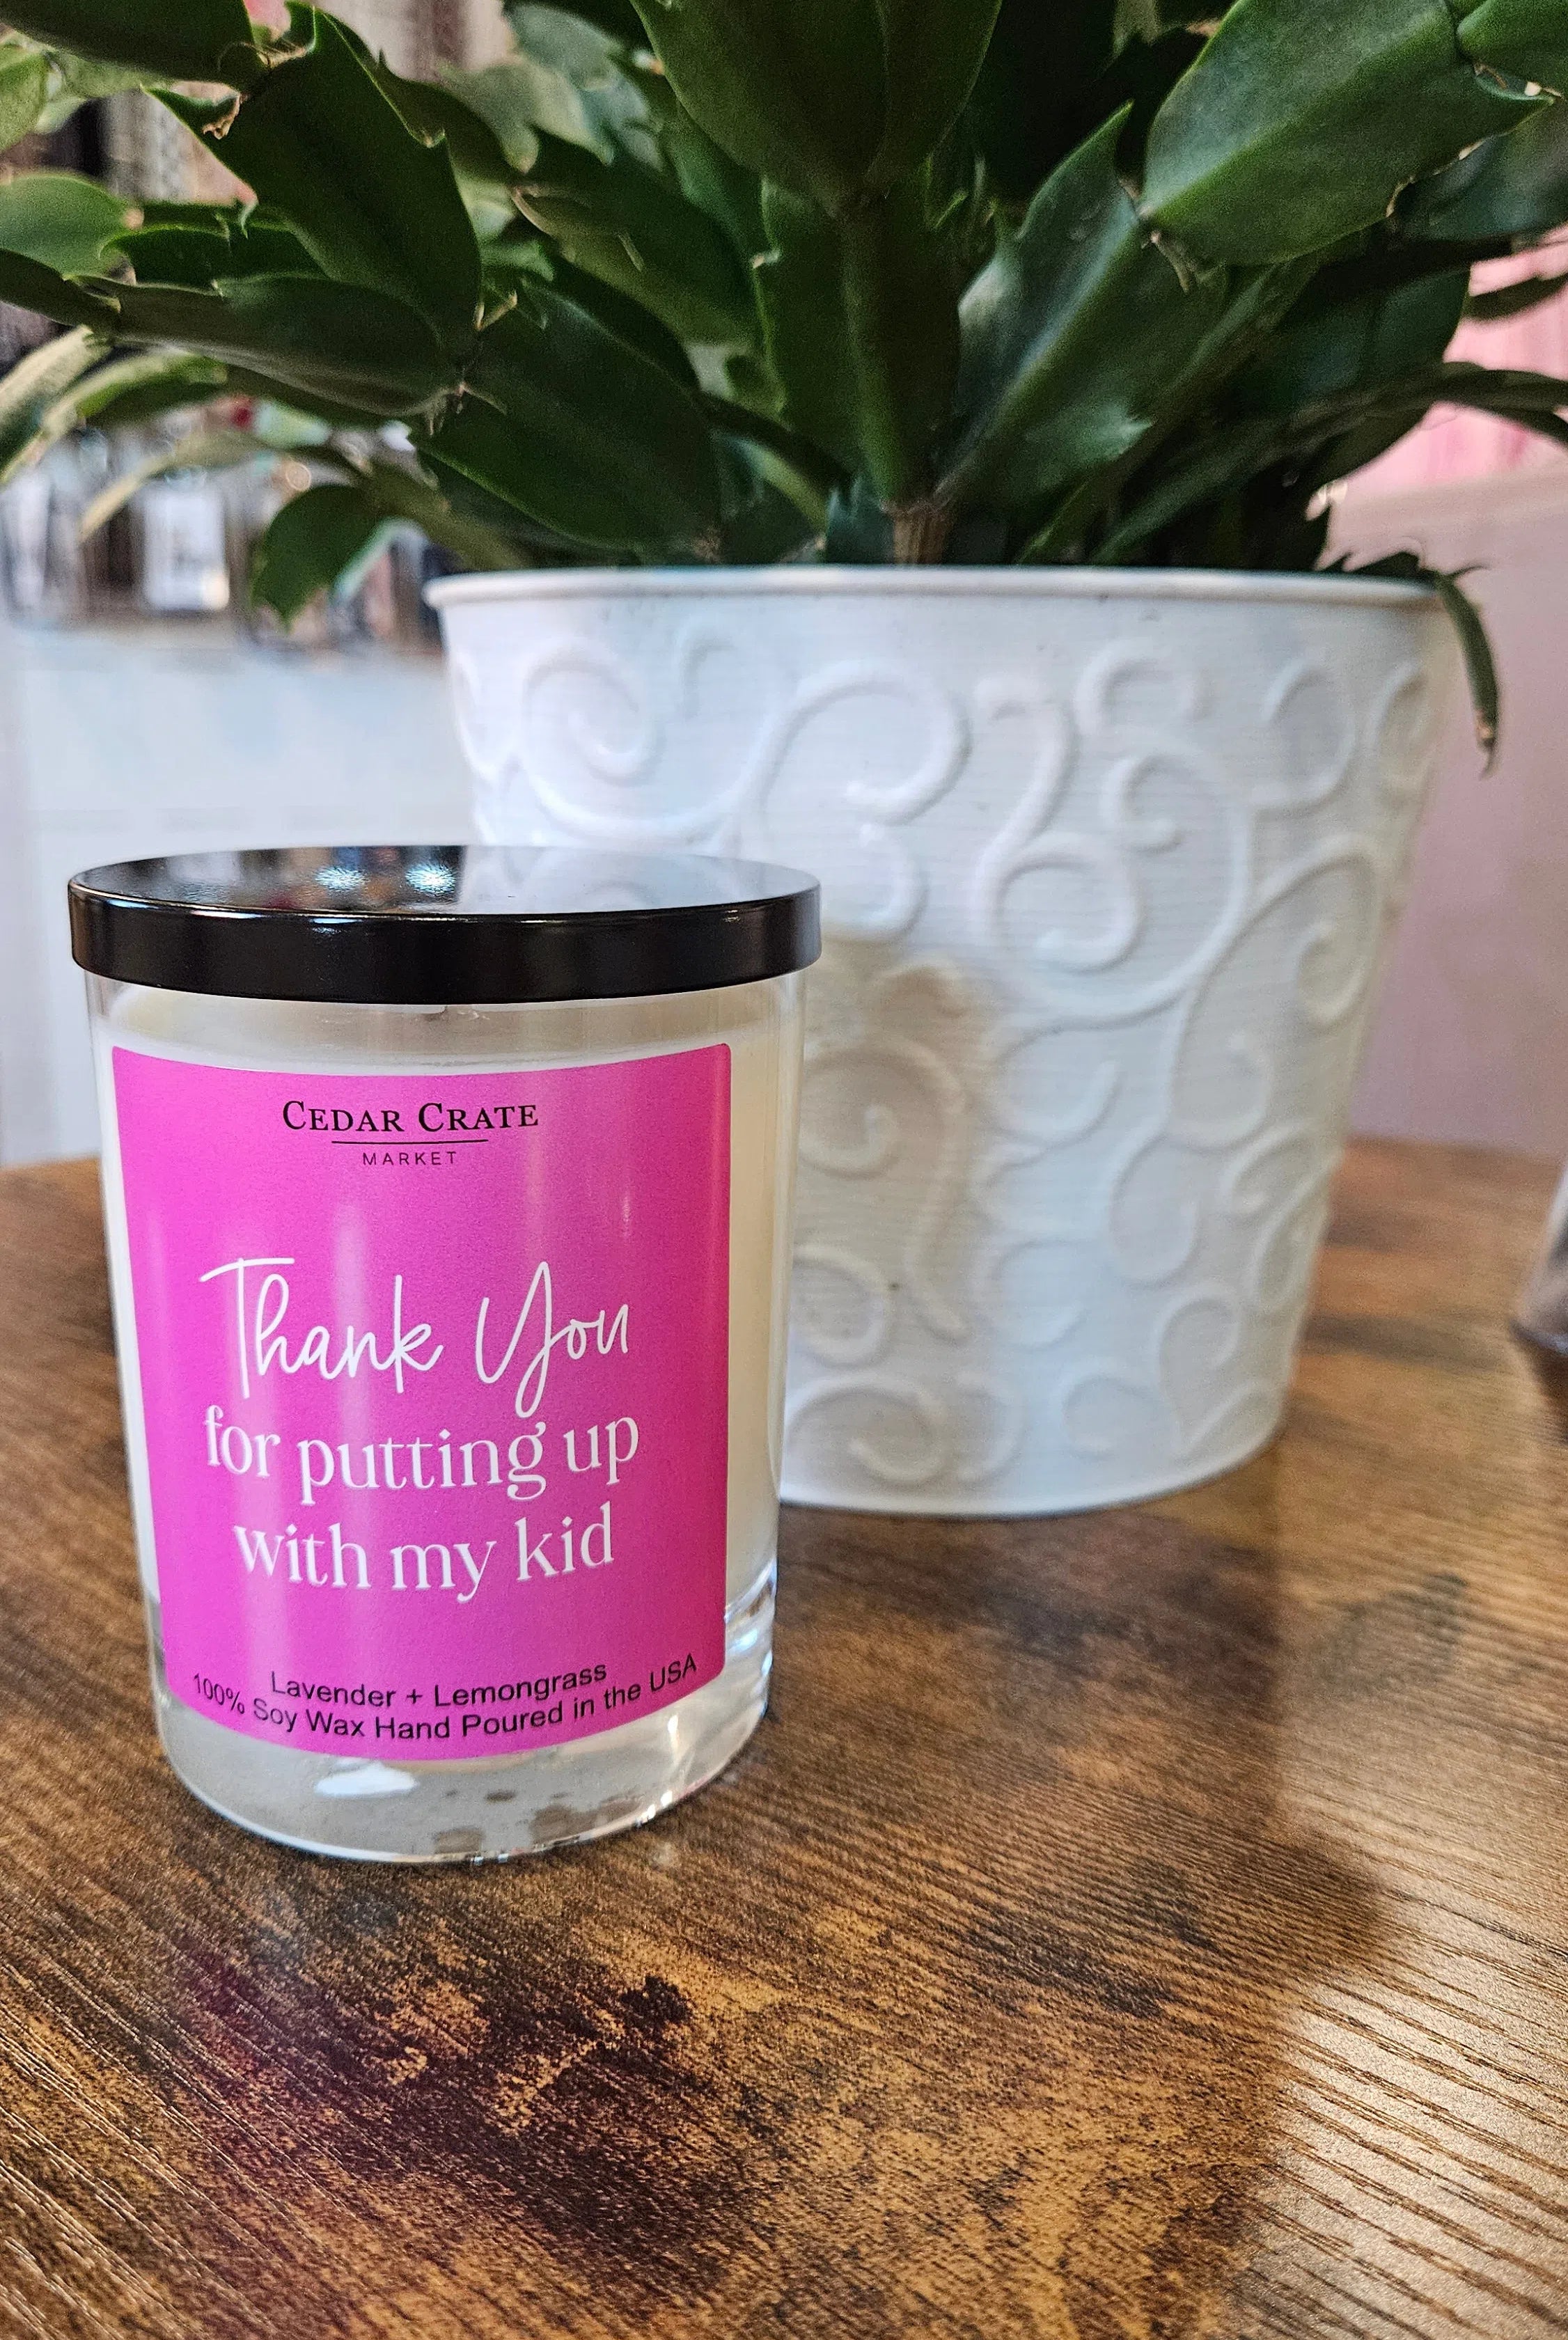 CEDAR CRATE
MARKET
Thank You
for putting up
with my kid
Lavender + Lemongrass
100% Soy Wax Hand Poured in the USA